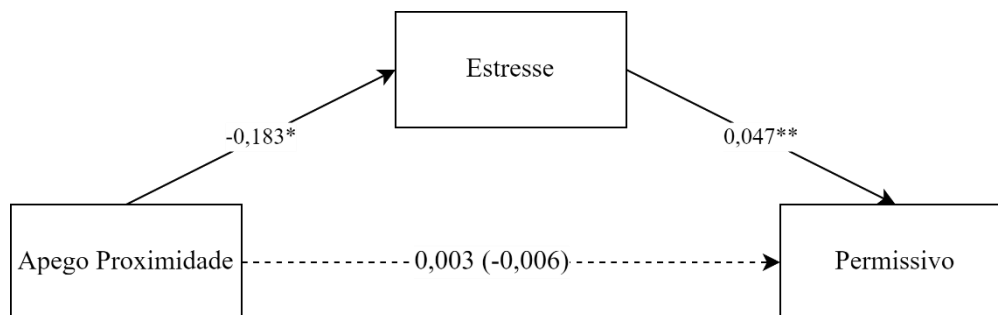 Estresse
-0,183*
0,047**
Apego Proximidade
0,003 (-0,006)
Permissivo